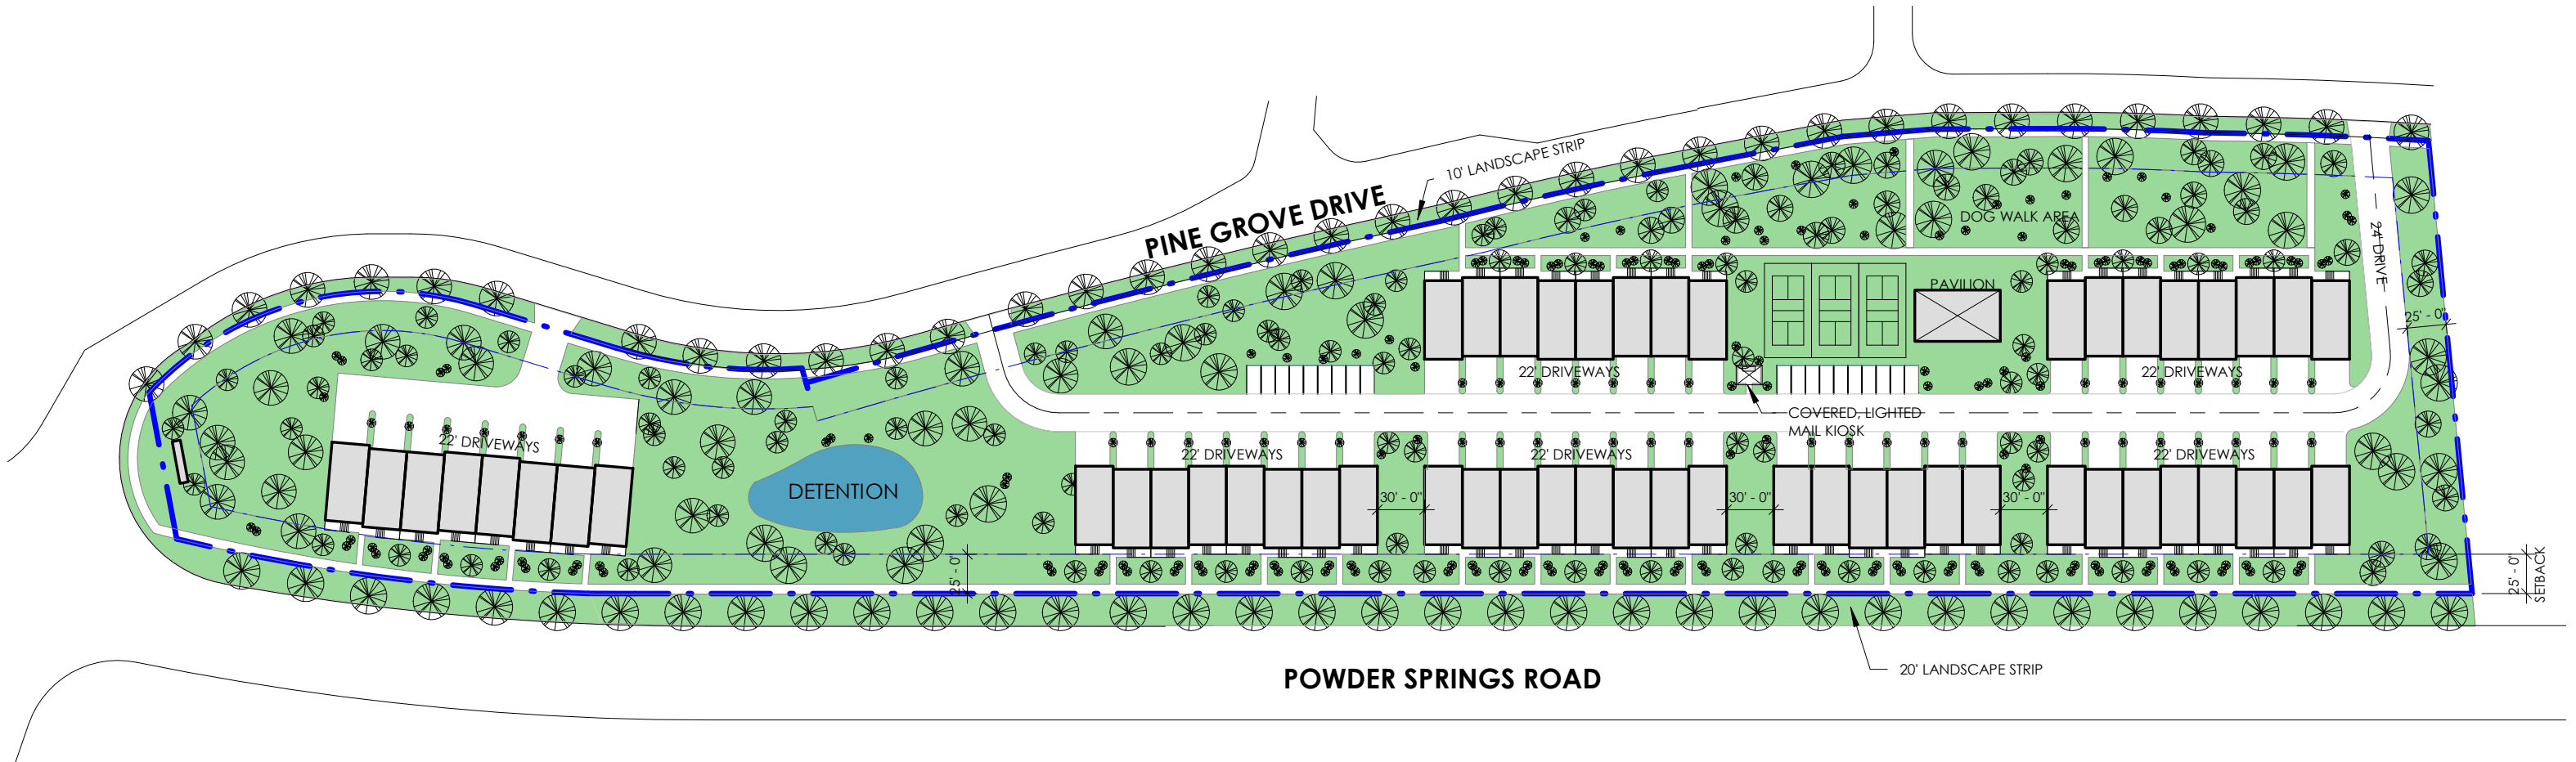 10' LANDSCAPE STRIP
PINE GROVE DRIVE
DOG WALK AREA
24' DRIVE
PAVILION
25' - 0"
22' DRIVEWAYS
22' DRIVEWAYS
COVERED, LIGHTED
MAIL KIOSK
22' DRIVEWAYS
22' DRIVEWAYS
22' DRIVEWAYS
22' DRIVEWAYS
DETENTION
30' - 0"
30' - 0"
30' - 0"
25' - 0"
25' - 0"
SETBACK
20' LANDSCAPE STRIP
POWDER SPRINGS ROAD